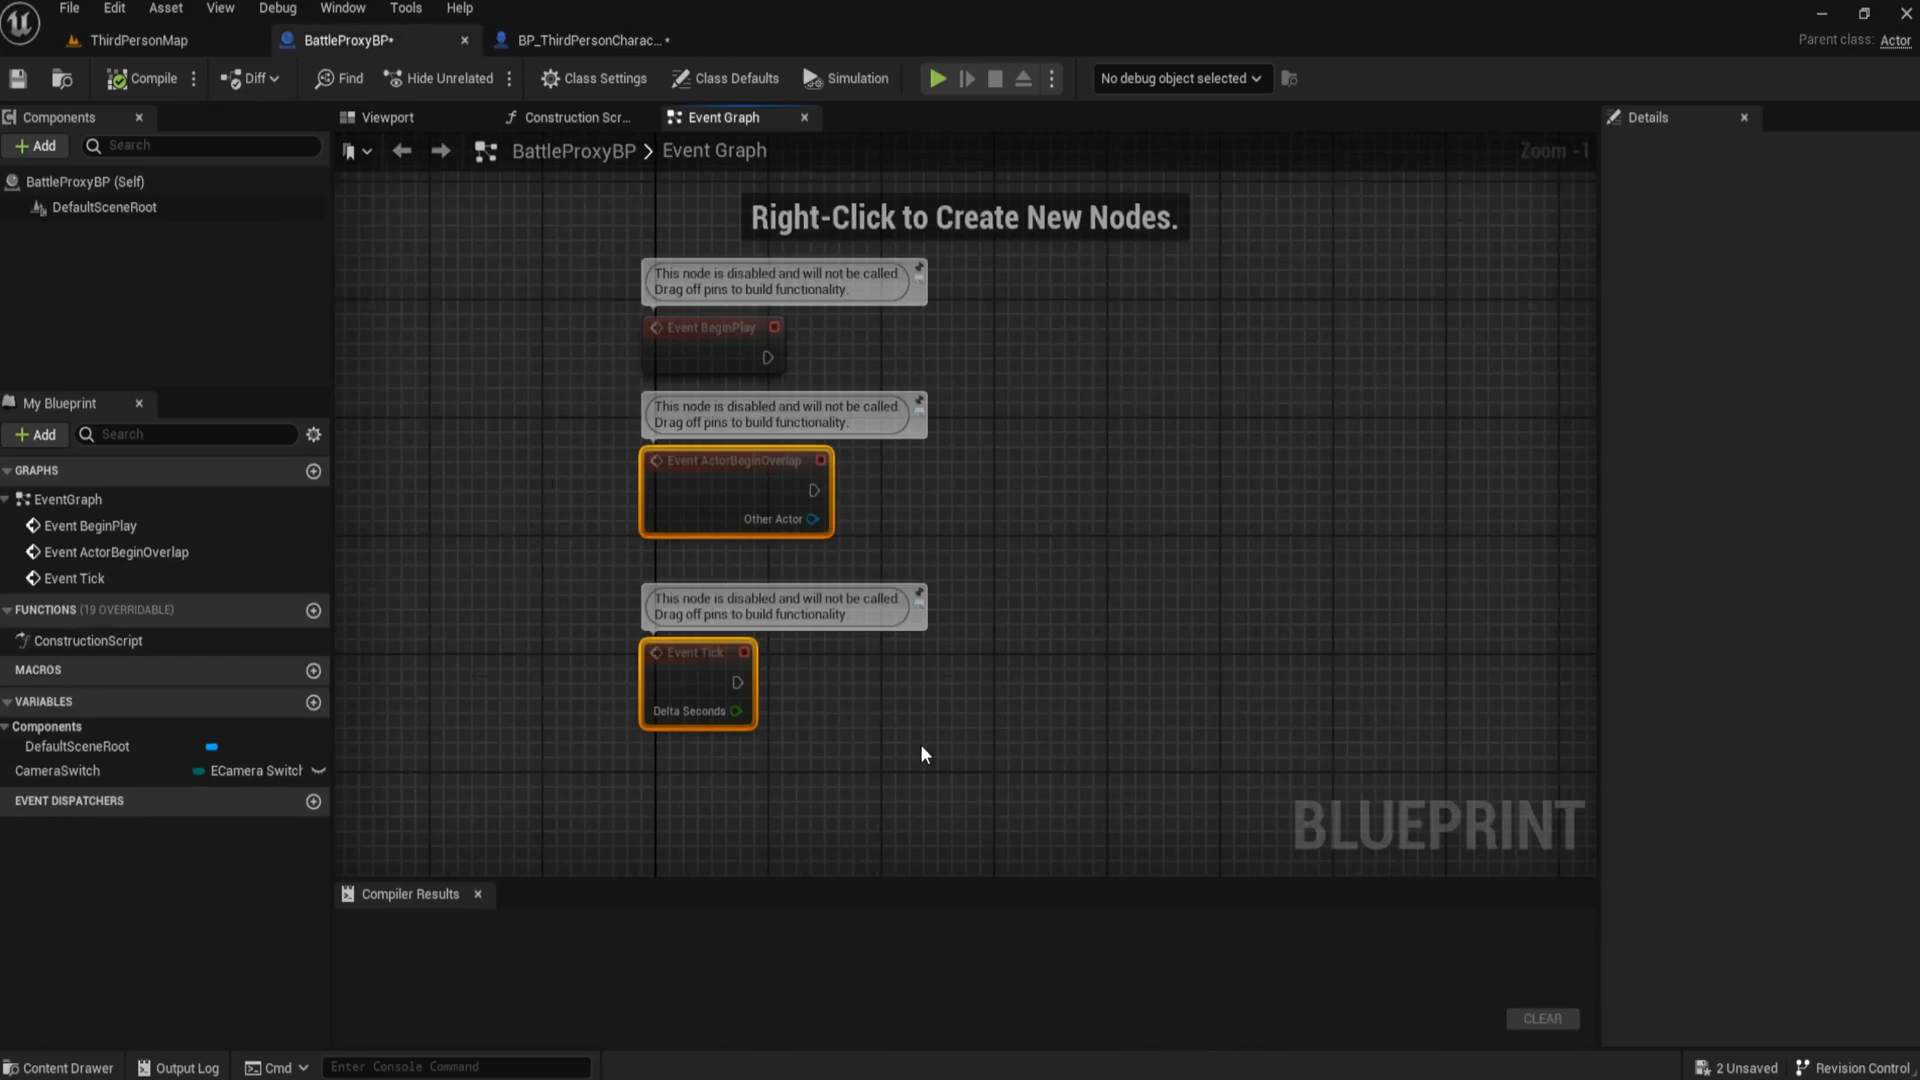 File Edit Asset View Debug Window Tools Help
ThirdPersonMap BattleProxyBP* BP_ThirdPersonCharac... *
Parent class: Actor
Compile Diff Find Hide Unrelated Class Settings Class Defaults Simulation No debug object selected
Components Viewport Construction Scr... Event Graph Details
Add Search
BattleProxyBP > Event Graph Zoom -1
BattleProxyBP (Self)
DefaultSceneRoot
Right-Click to Create New Nodes.
This node is disabled and will not be called.
Drag off pins to build functionality.
Event BeginPlay
This node is disabled and will not be called.
Drag off pins to build functionality.
Event ActorBeginOverlap
Other Actor
This node is disabled and will not be called.
Drag off pins to build functionality.
Event Tick
Delta Seconds
BLUEPRINT
My Blueprint
Add Search
GRAPHS
EventGraph
Event BeginPlay
Event ActorBeginOverlap
Event Tick
FUNCTIONS (19 OVERRIDABLE)
ConstructionScript
MACROS
VARIABLES
Components
DefaultSceneRoot
CameraSwitch ECamera Switch
EVENT DISPATCHERS
Compiler Results
CLEAR
Content Drawer Output Log Cmd Enter Console Command 2 Unsaved Revision Control